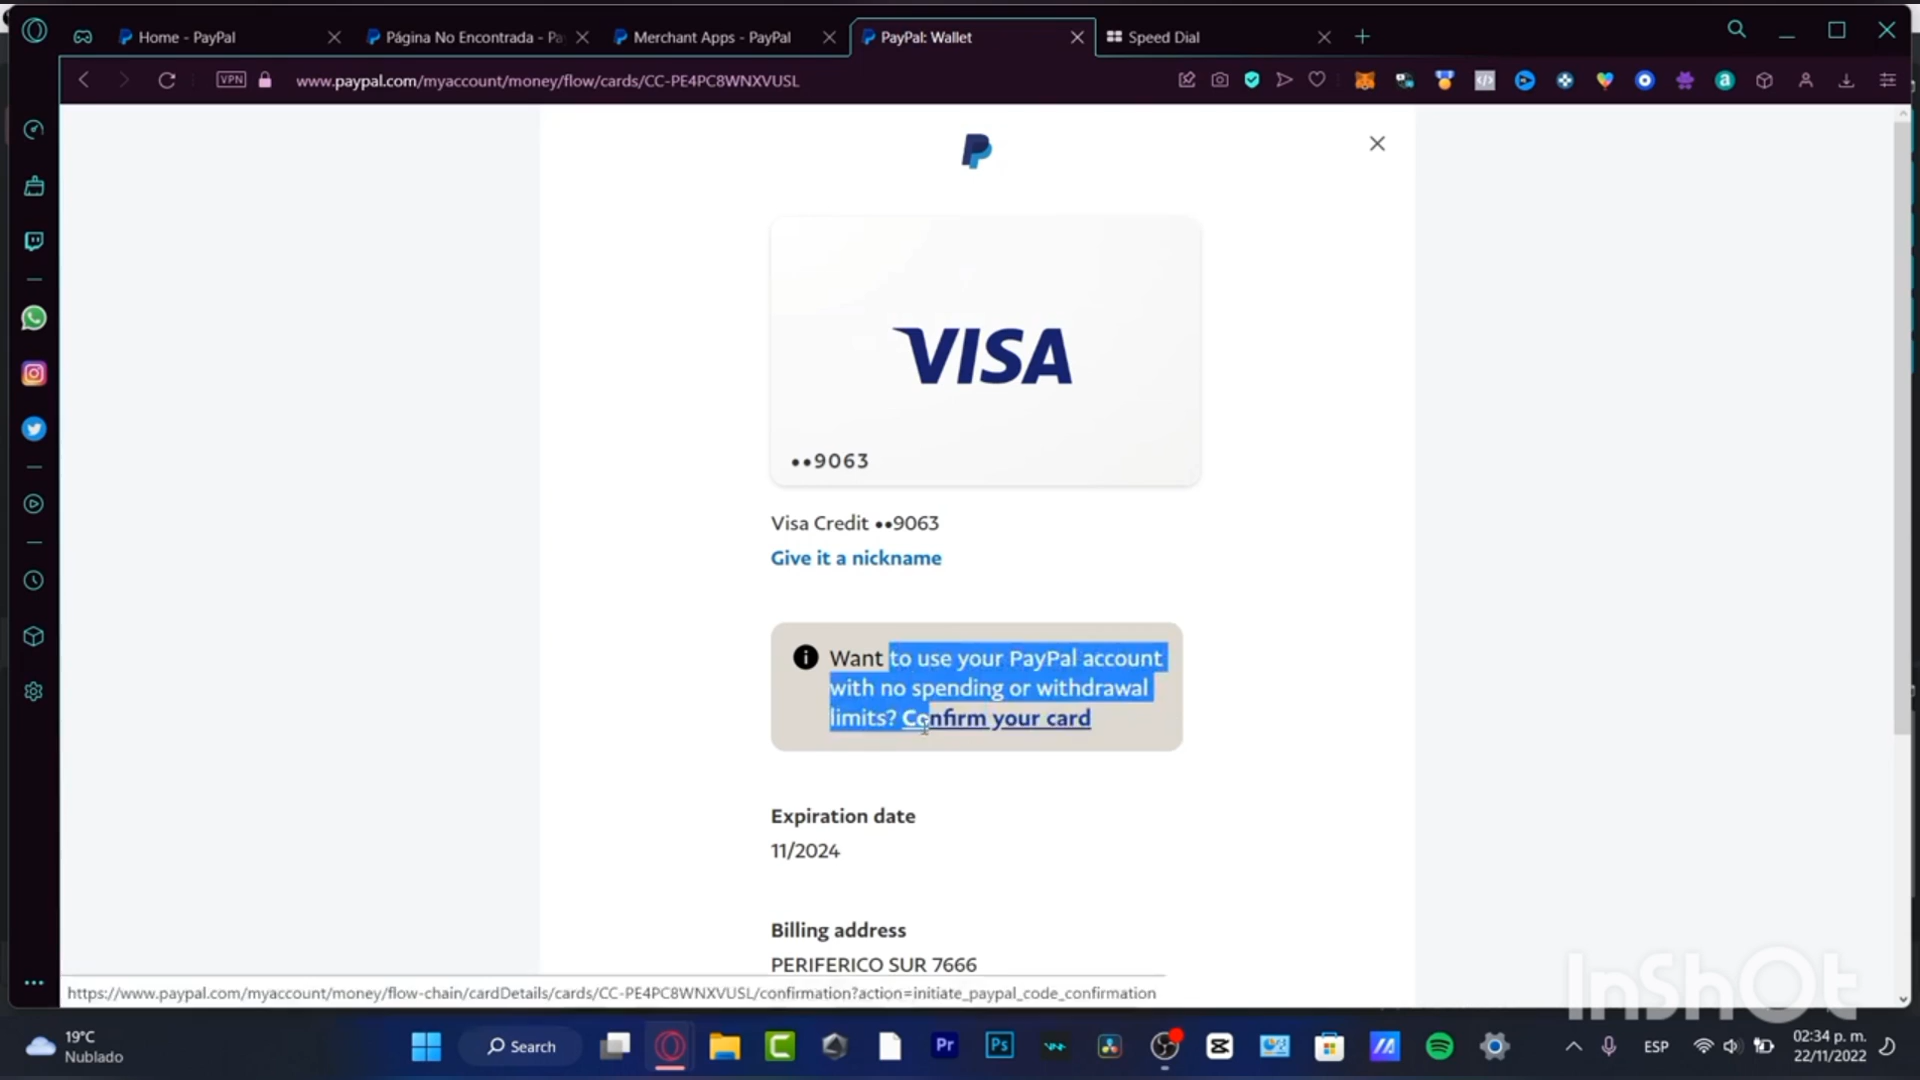 Home - PayPal
Página No Encontrada - Pa
Merchant Apps - PayPal
PayPal: Wallet
Speed Dial
VPN
www.paypal.com/myaccount/money/flow/cards/CC-PE4PC8WNXVUSL
VISA
••9063
Visa Credit ••9063
Give it a nickname
Want to use your PayPal account
with no spending or withdrawal
limits? Confirm your card
Expiration date
11/2024
Billing address
PERIFERICO SUR 7666
https://www.paypal.com/myaccount/money/flow-chain/cardDetails/cards/CC-PE4PC8WNXVUSL/confirmation?action=initiate_paypal_code_confirmation
InShOt
19°C
Nublado
Search
Pr
Ps
ESP
02:34 p. m.
22/11/2022